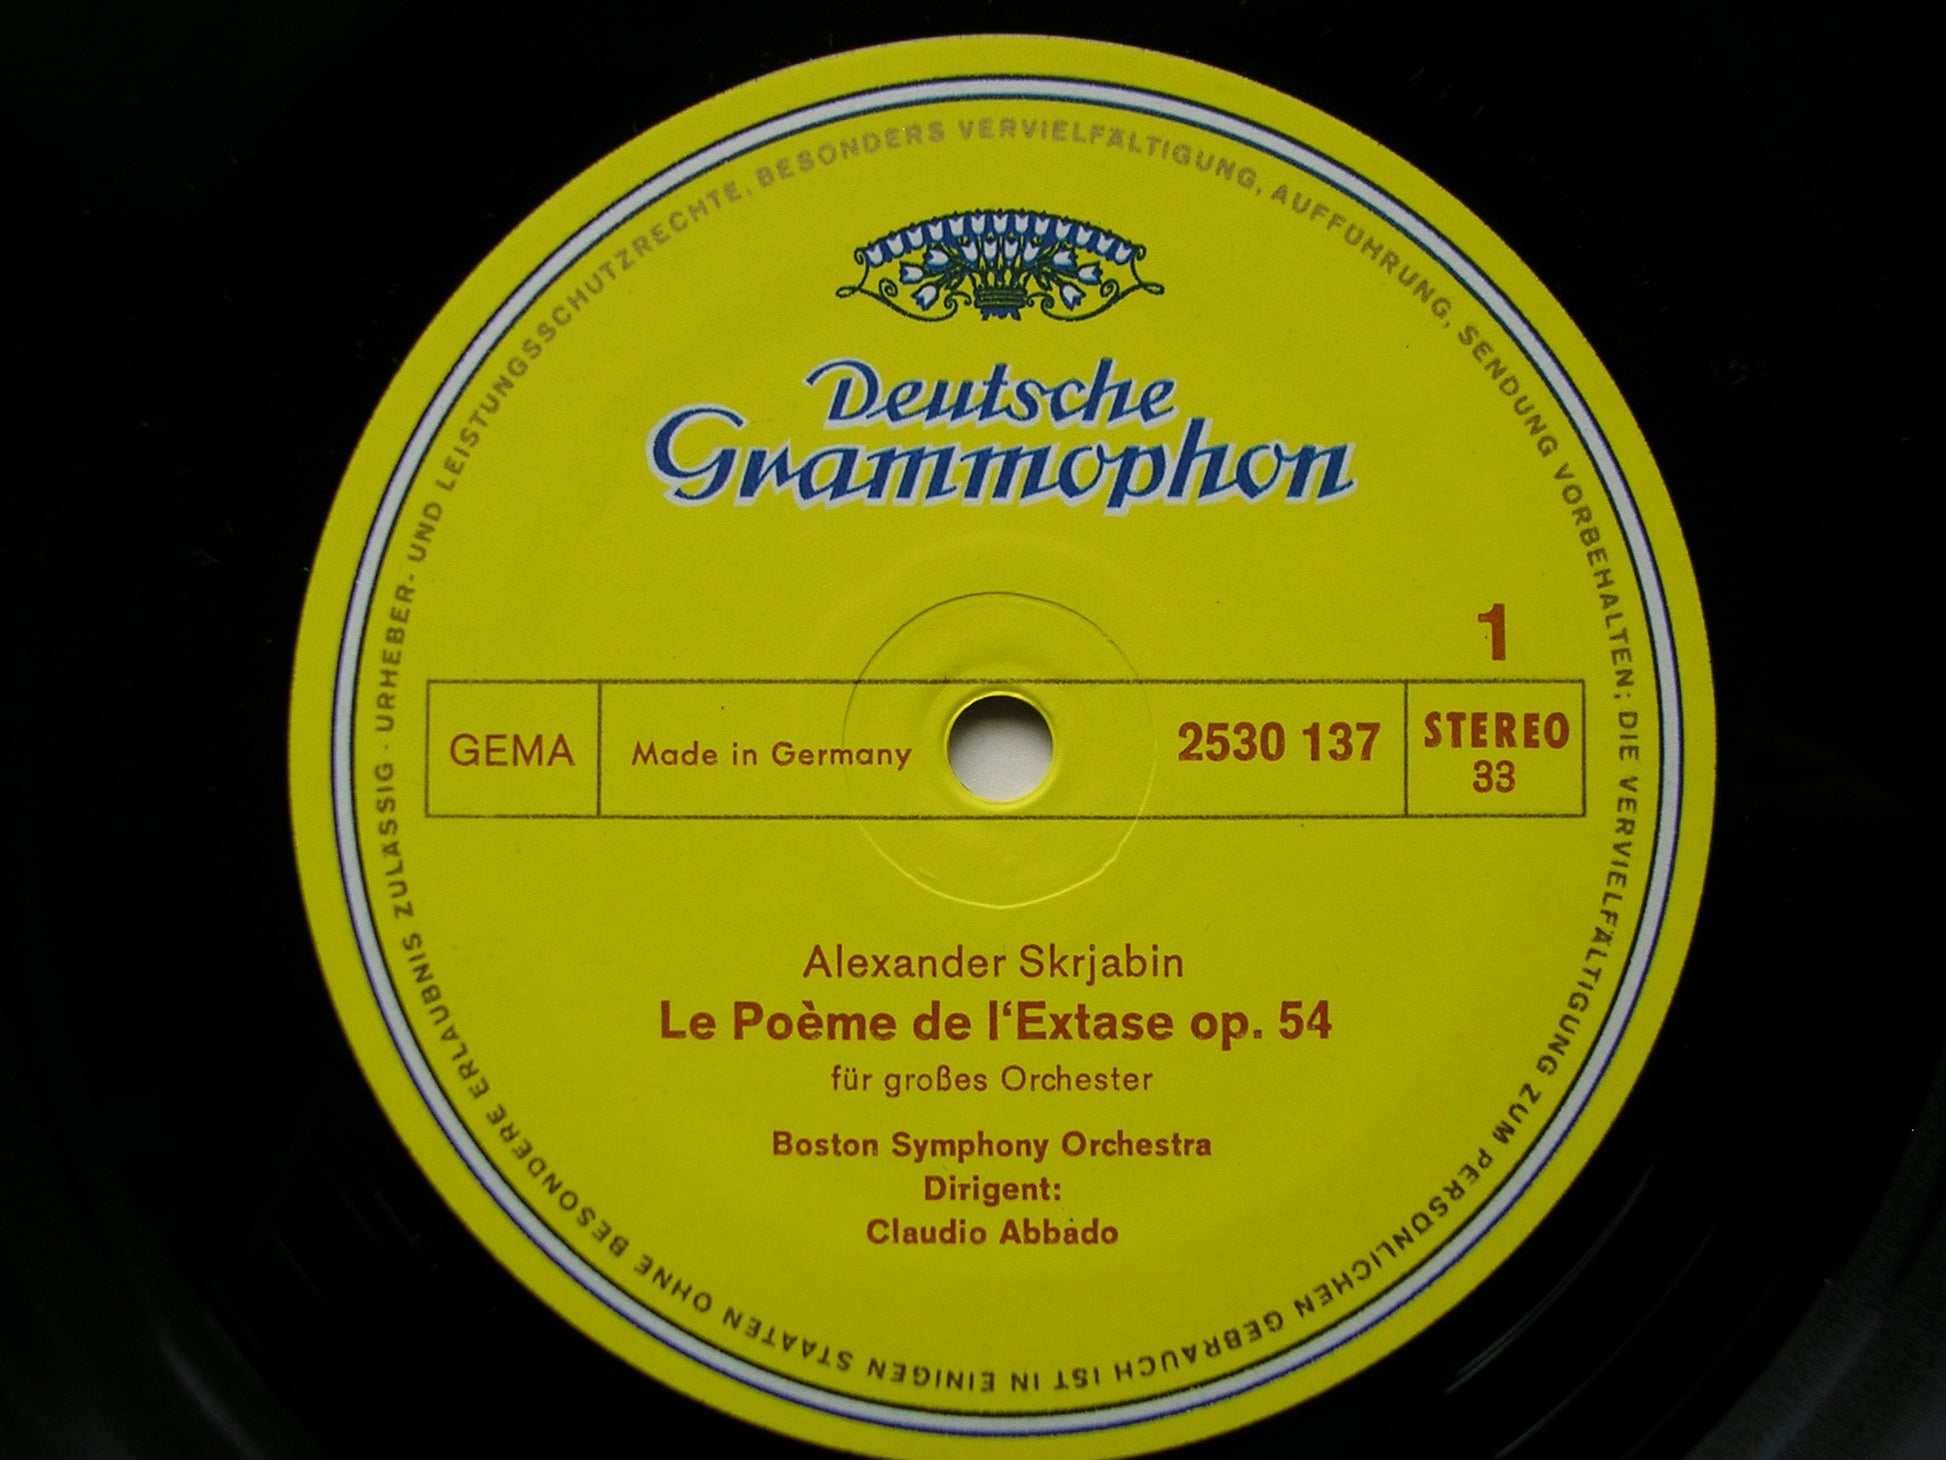 URHEBER- UND LEISTUNGSSCHUTZRECHTE, BESONDERS VERVIELFÄLTIGUNG, AUFFÜHRUNG, SENDUNG VORBEHALTEN; DIE VERVIELFÄLTIGUNG ZUM PERSÖNLICHEN GEBRAUCH IST IN EINIGEN STAATEN OHNE BESONDERE ERLAUBNIS ZULÄSSIG ·
Deutsche
Grammophon
1
GEMA
Made in Germany
2530 137
STEREO
33
Alexander Skrjabin
Le Poème de l‘Extase op. 54
für großes Orchester
Boston Symphony Orchestra
Dirigent:
Claudio Abbado